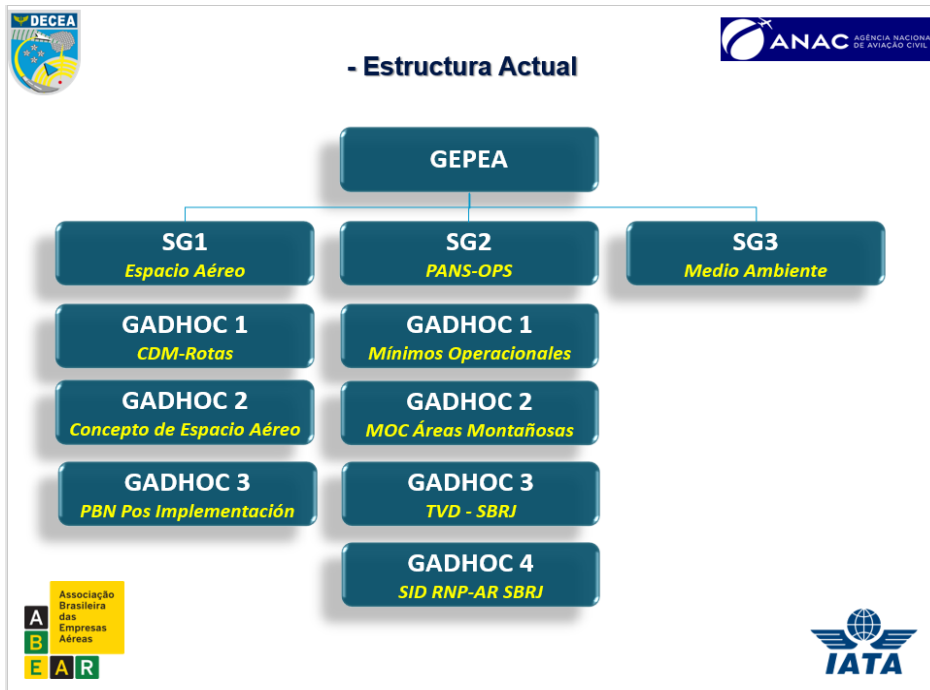 DECEA
ANAC
AGÊNCIA NACIONAL
DE AVIAÇÃO CIVIL
- Estructura Actual
GEPEA
SG1
Espacio Aéreo
SG2
PANS-OPS
SG3
Medio Ambiente
GADHOC 1
CDM-Rotas
GADHOC 1
Mínimos Operacionales
GADHOC 2
Concepto de Espacio Aéreo
GADHOC 2
MOC Áreas Montañosas
GADHOC 3
PBN Pos Implementación
GADHOC 3
TVD - SBRJ
GADHOC 4
SID RNP-AR SBRJ
Associação
Brasileira
das
Empresas
Aéreas
A
B
E A R
IATA